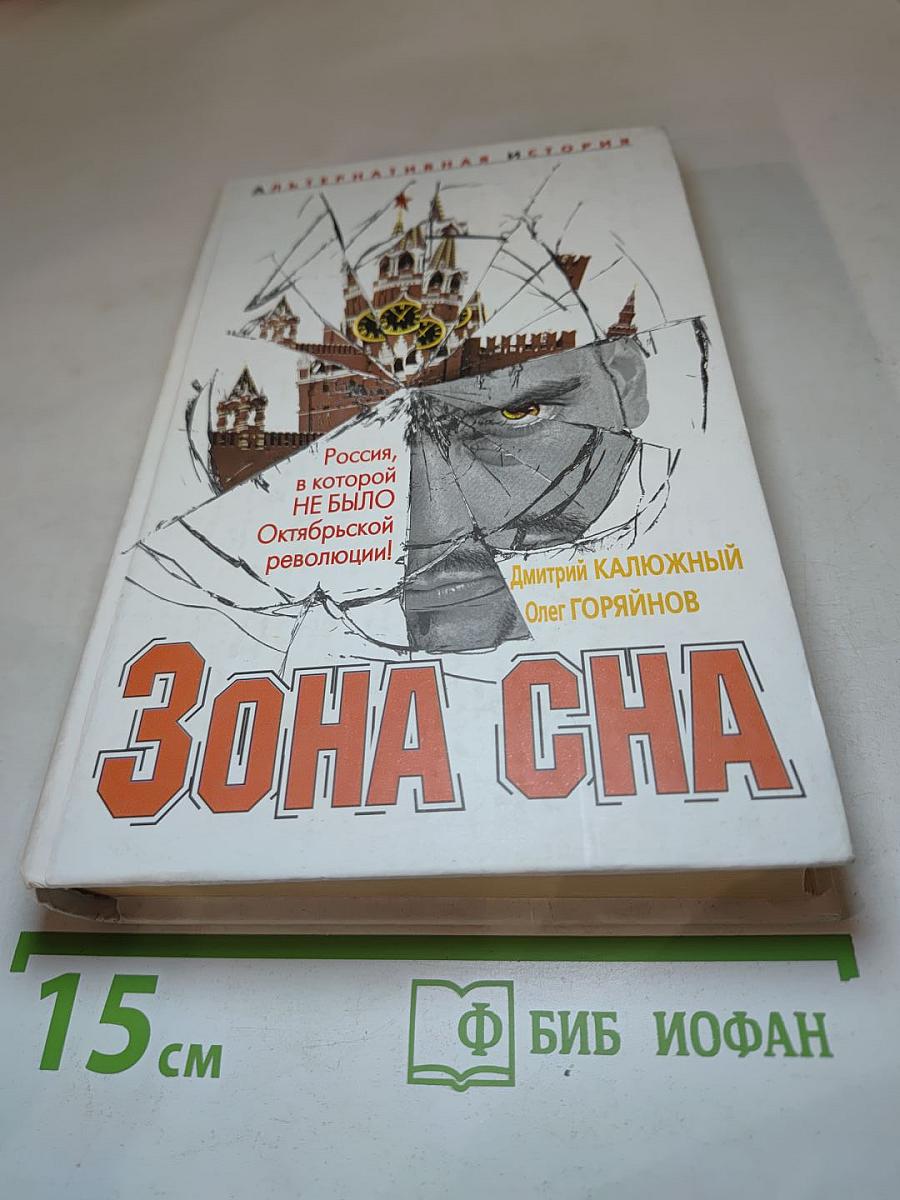 Альтернативная История
Россия,
в которой
НЕ БЫЛО
Октябрьской
революции!
Дмитрий КАЛЮЖНЫЙ
Олег ГОРЯЙНОВ
Зона сна
15 см
Ф БИБ ИОФАН